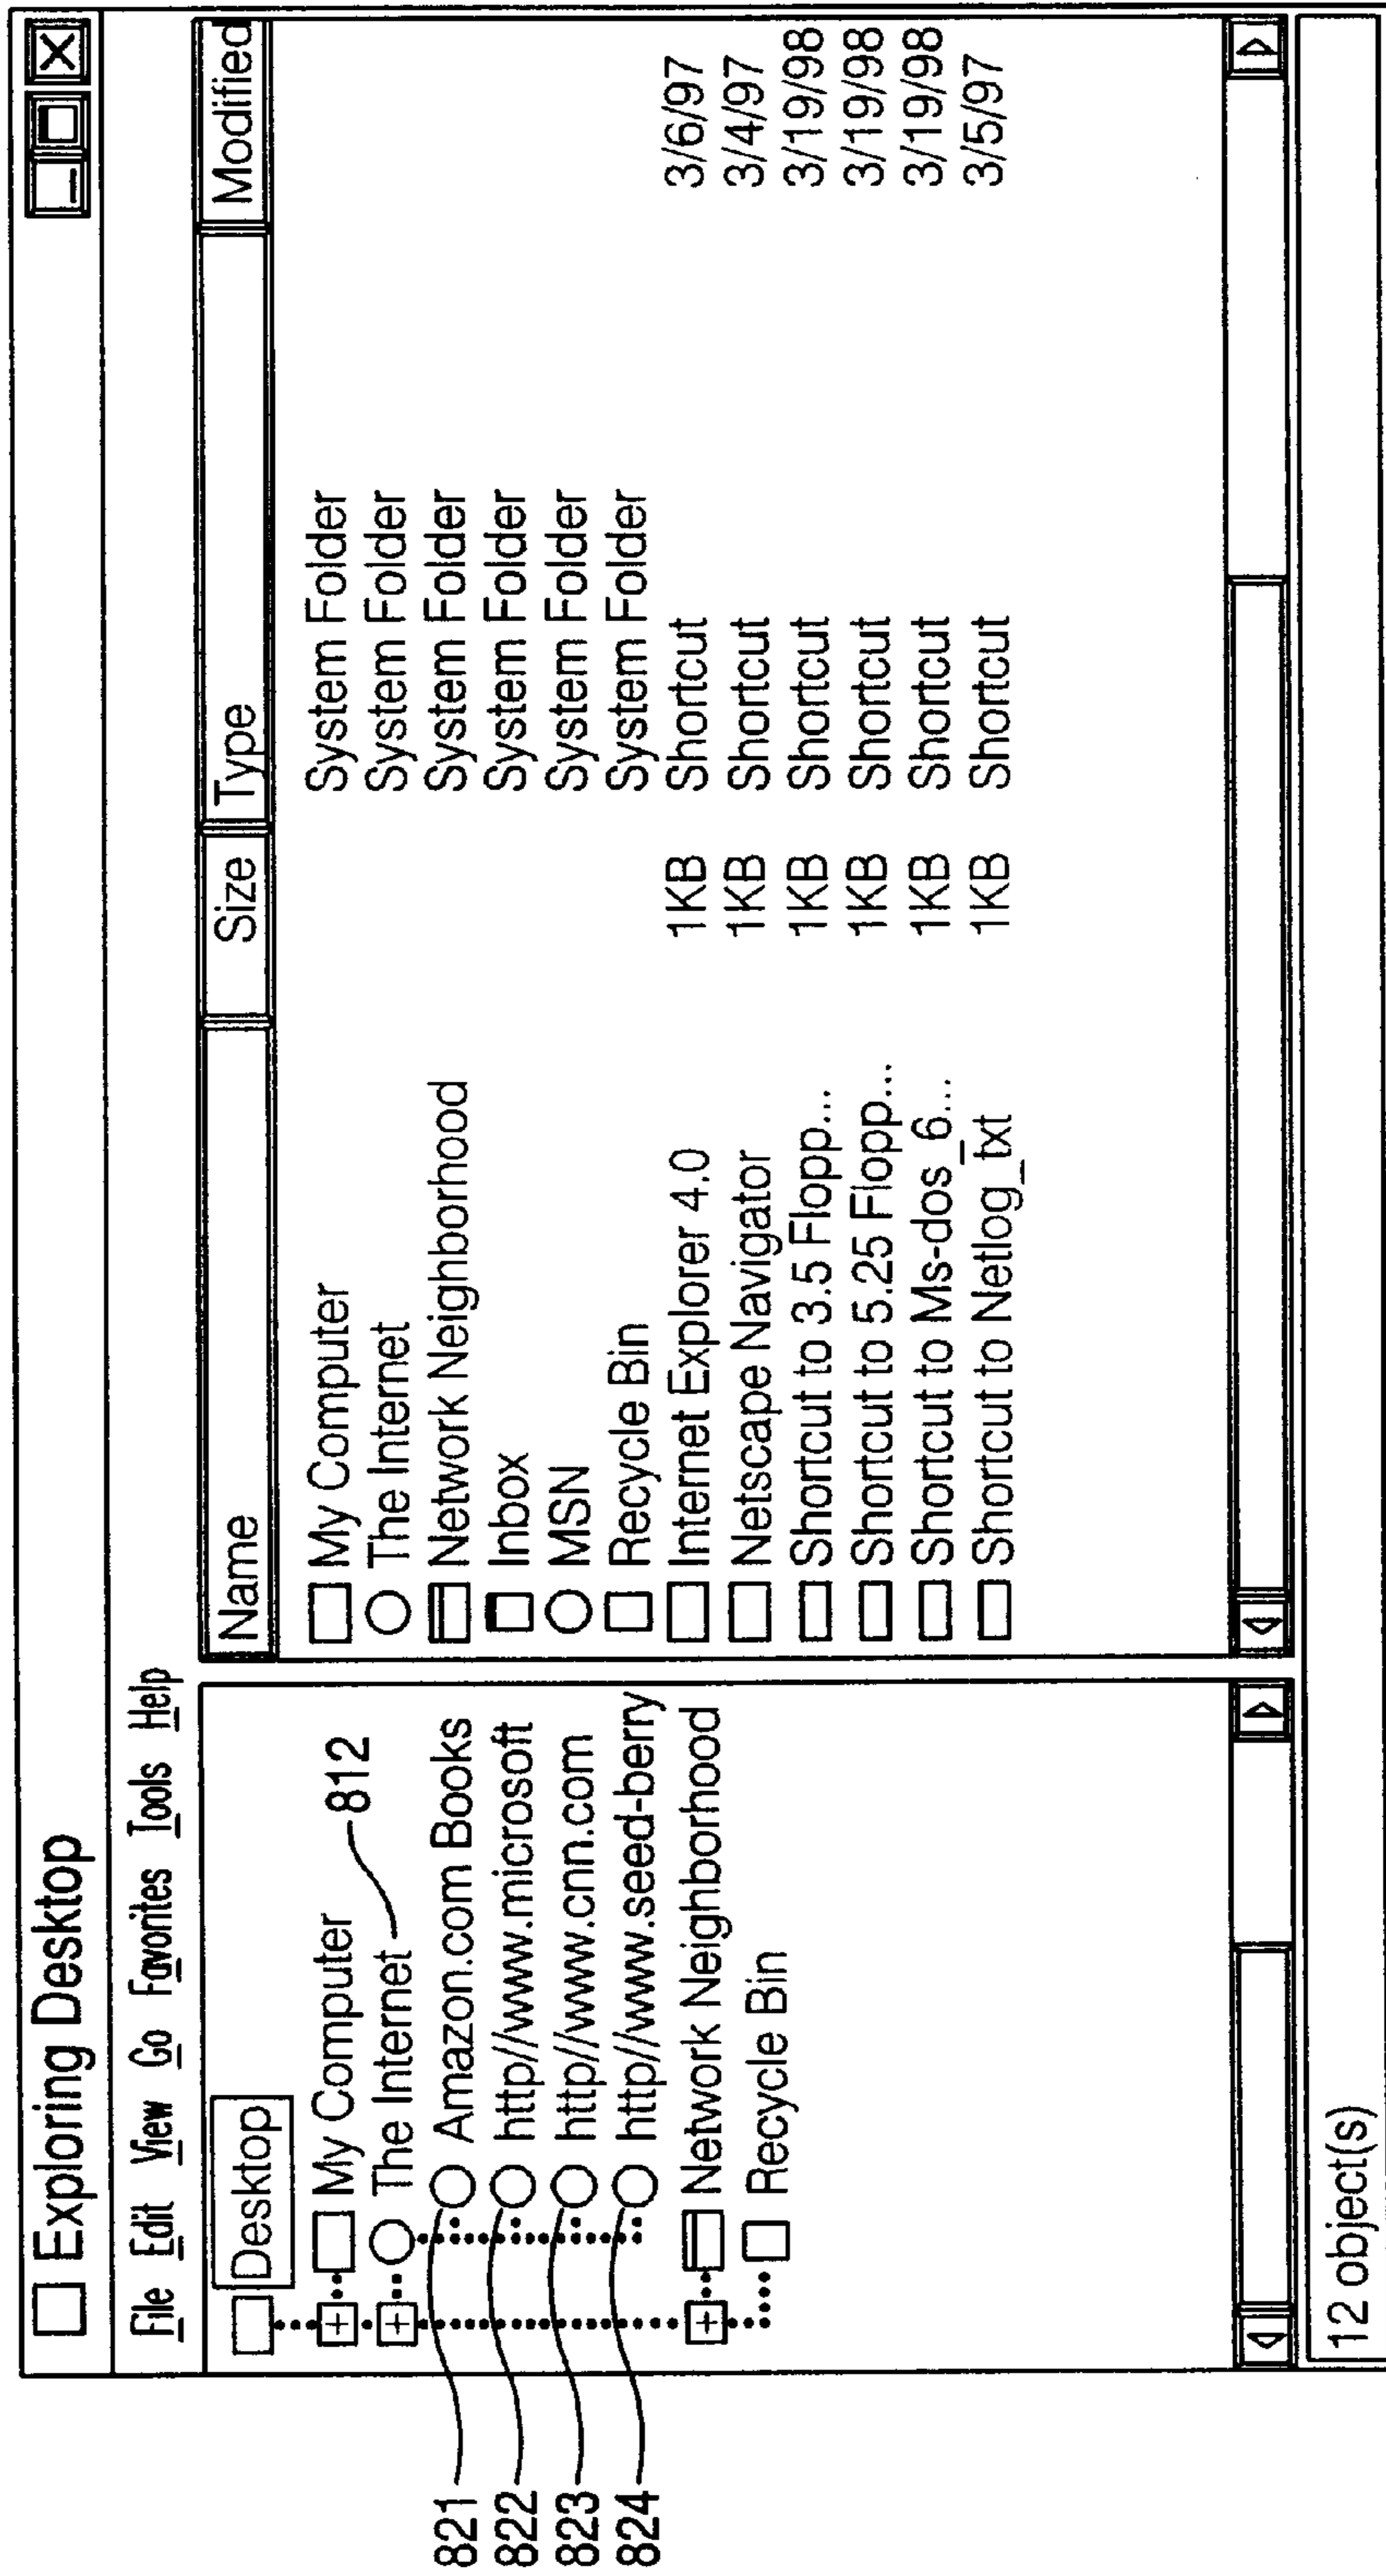 Exploring Desktop
File Edit View Go Favorites Tools Help
Desktop
My Computer
The Internet 812
821 Amazon.com Books
822 http//www.microsoft
823 http//www.cnn.com
824 http//www.seed-berry
Network Neighborhood
Recycle Bin
Name Size Type Modified
My Computer System Folder
The Internet System Folder
Network Neighborhood System Folder
Inbox System Folder
MSN System Folder
Recycle Bin System Folder
Internet Explorer 4.0 1KB Shortcut 3/6/97
Netscape Navigator 1KB Shortcut 3/4/97
Shortcut to 3.5 Flopp... 1KB Shortcut 3/19/98
Shortcut to 5.25 Flopp... 1KB Shortcut 3/19/98
Shortcut to Ms-dos_6... 1KB Shortcut 3/19/98
Shortcut to Netlog_txt 1KB Shortcut 3/5/97
12 object(s)